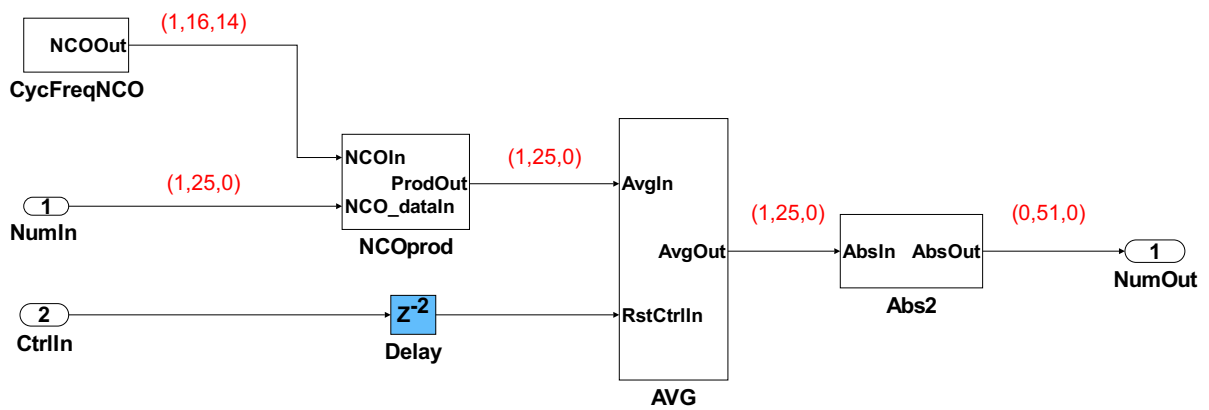 (1,16,14)
NCOOut
CycFreqNCO
NCOIn
(1,25,0)
(1,25,0)
ProdOut
AvgIn
1
NCO_dataIn
NumIn
NCOprod
(1,25,0)
(0,51,0)
AvgOut
AbsIn
AbsOut
1
NumOut
2
Z-2
RstCtrlIn
Abs2
CtrlIn
Delay
AVG